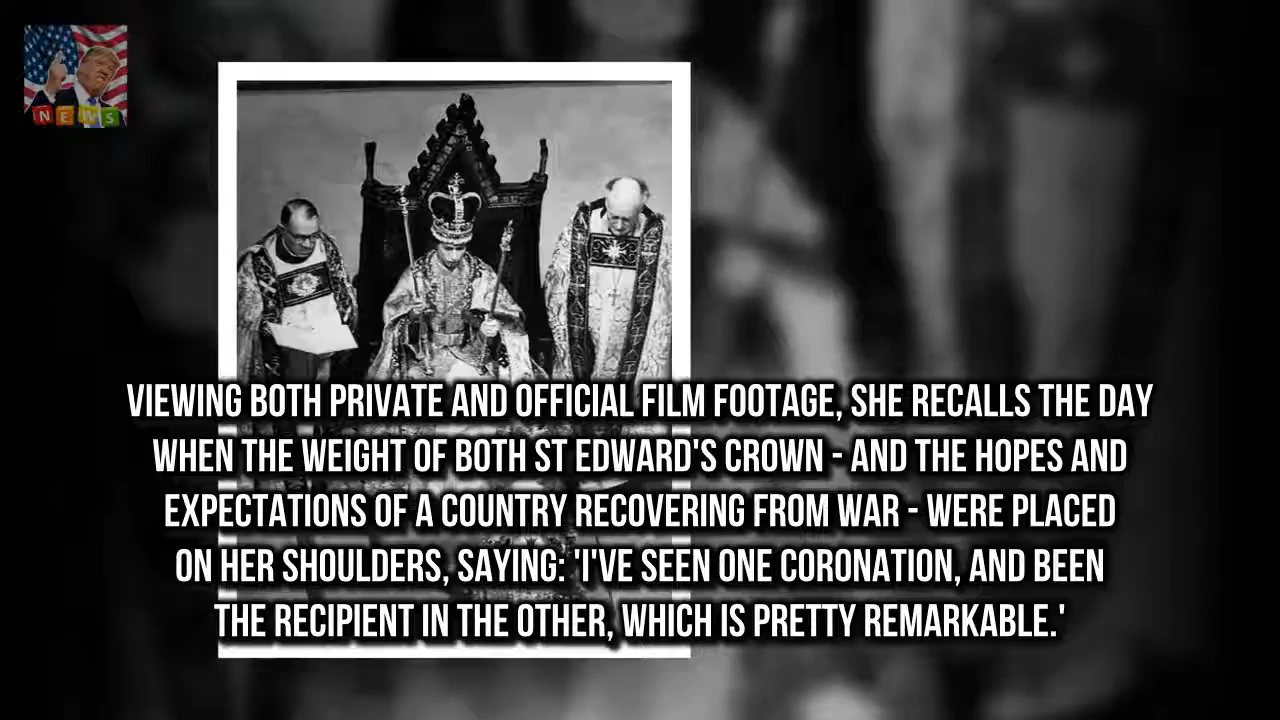 NEWS
VIEWING BOTH PRIVATE AND OFFICIAL FILM FOOTAGE, SHE RECALLS THE DAY
WHEN THE WEIGHT OF BOTH ST EDWARD'S CROWN - AND THE HOPES AND
EXPECTATIONS OF A COUNTRY RECOVERING FROM WAR - WERE PLACED
ON HER SHOULDERS, SAYING: 'I'VE SEEN ONE CORONATION, AND BEEN
THE RECIPIENT IN THE OTHER, WHICH IS PRETTY REMARKABLE.'